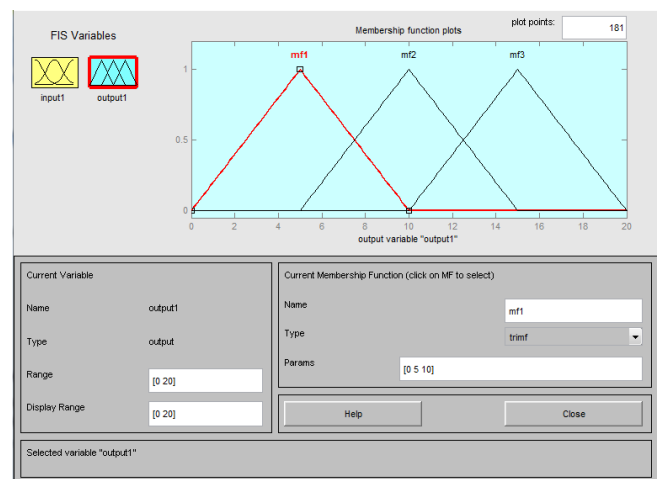 FIS Variables
Membership function plots
plot points:
181
input1
output1
mf1
mf2
mf3
1
0.5
0
0
2
4
6
8
10
12
14
16
18
20
output variable "output1"
Current Variable
Name
output1
Type
output
Range
[0 20]
Display Range
[0 20]
Current Membership Function (click on MF to select)
Name
mf1
Type
trimf
Params
[0 5 10]
Help
Close
Selected variable "output1"